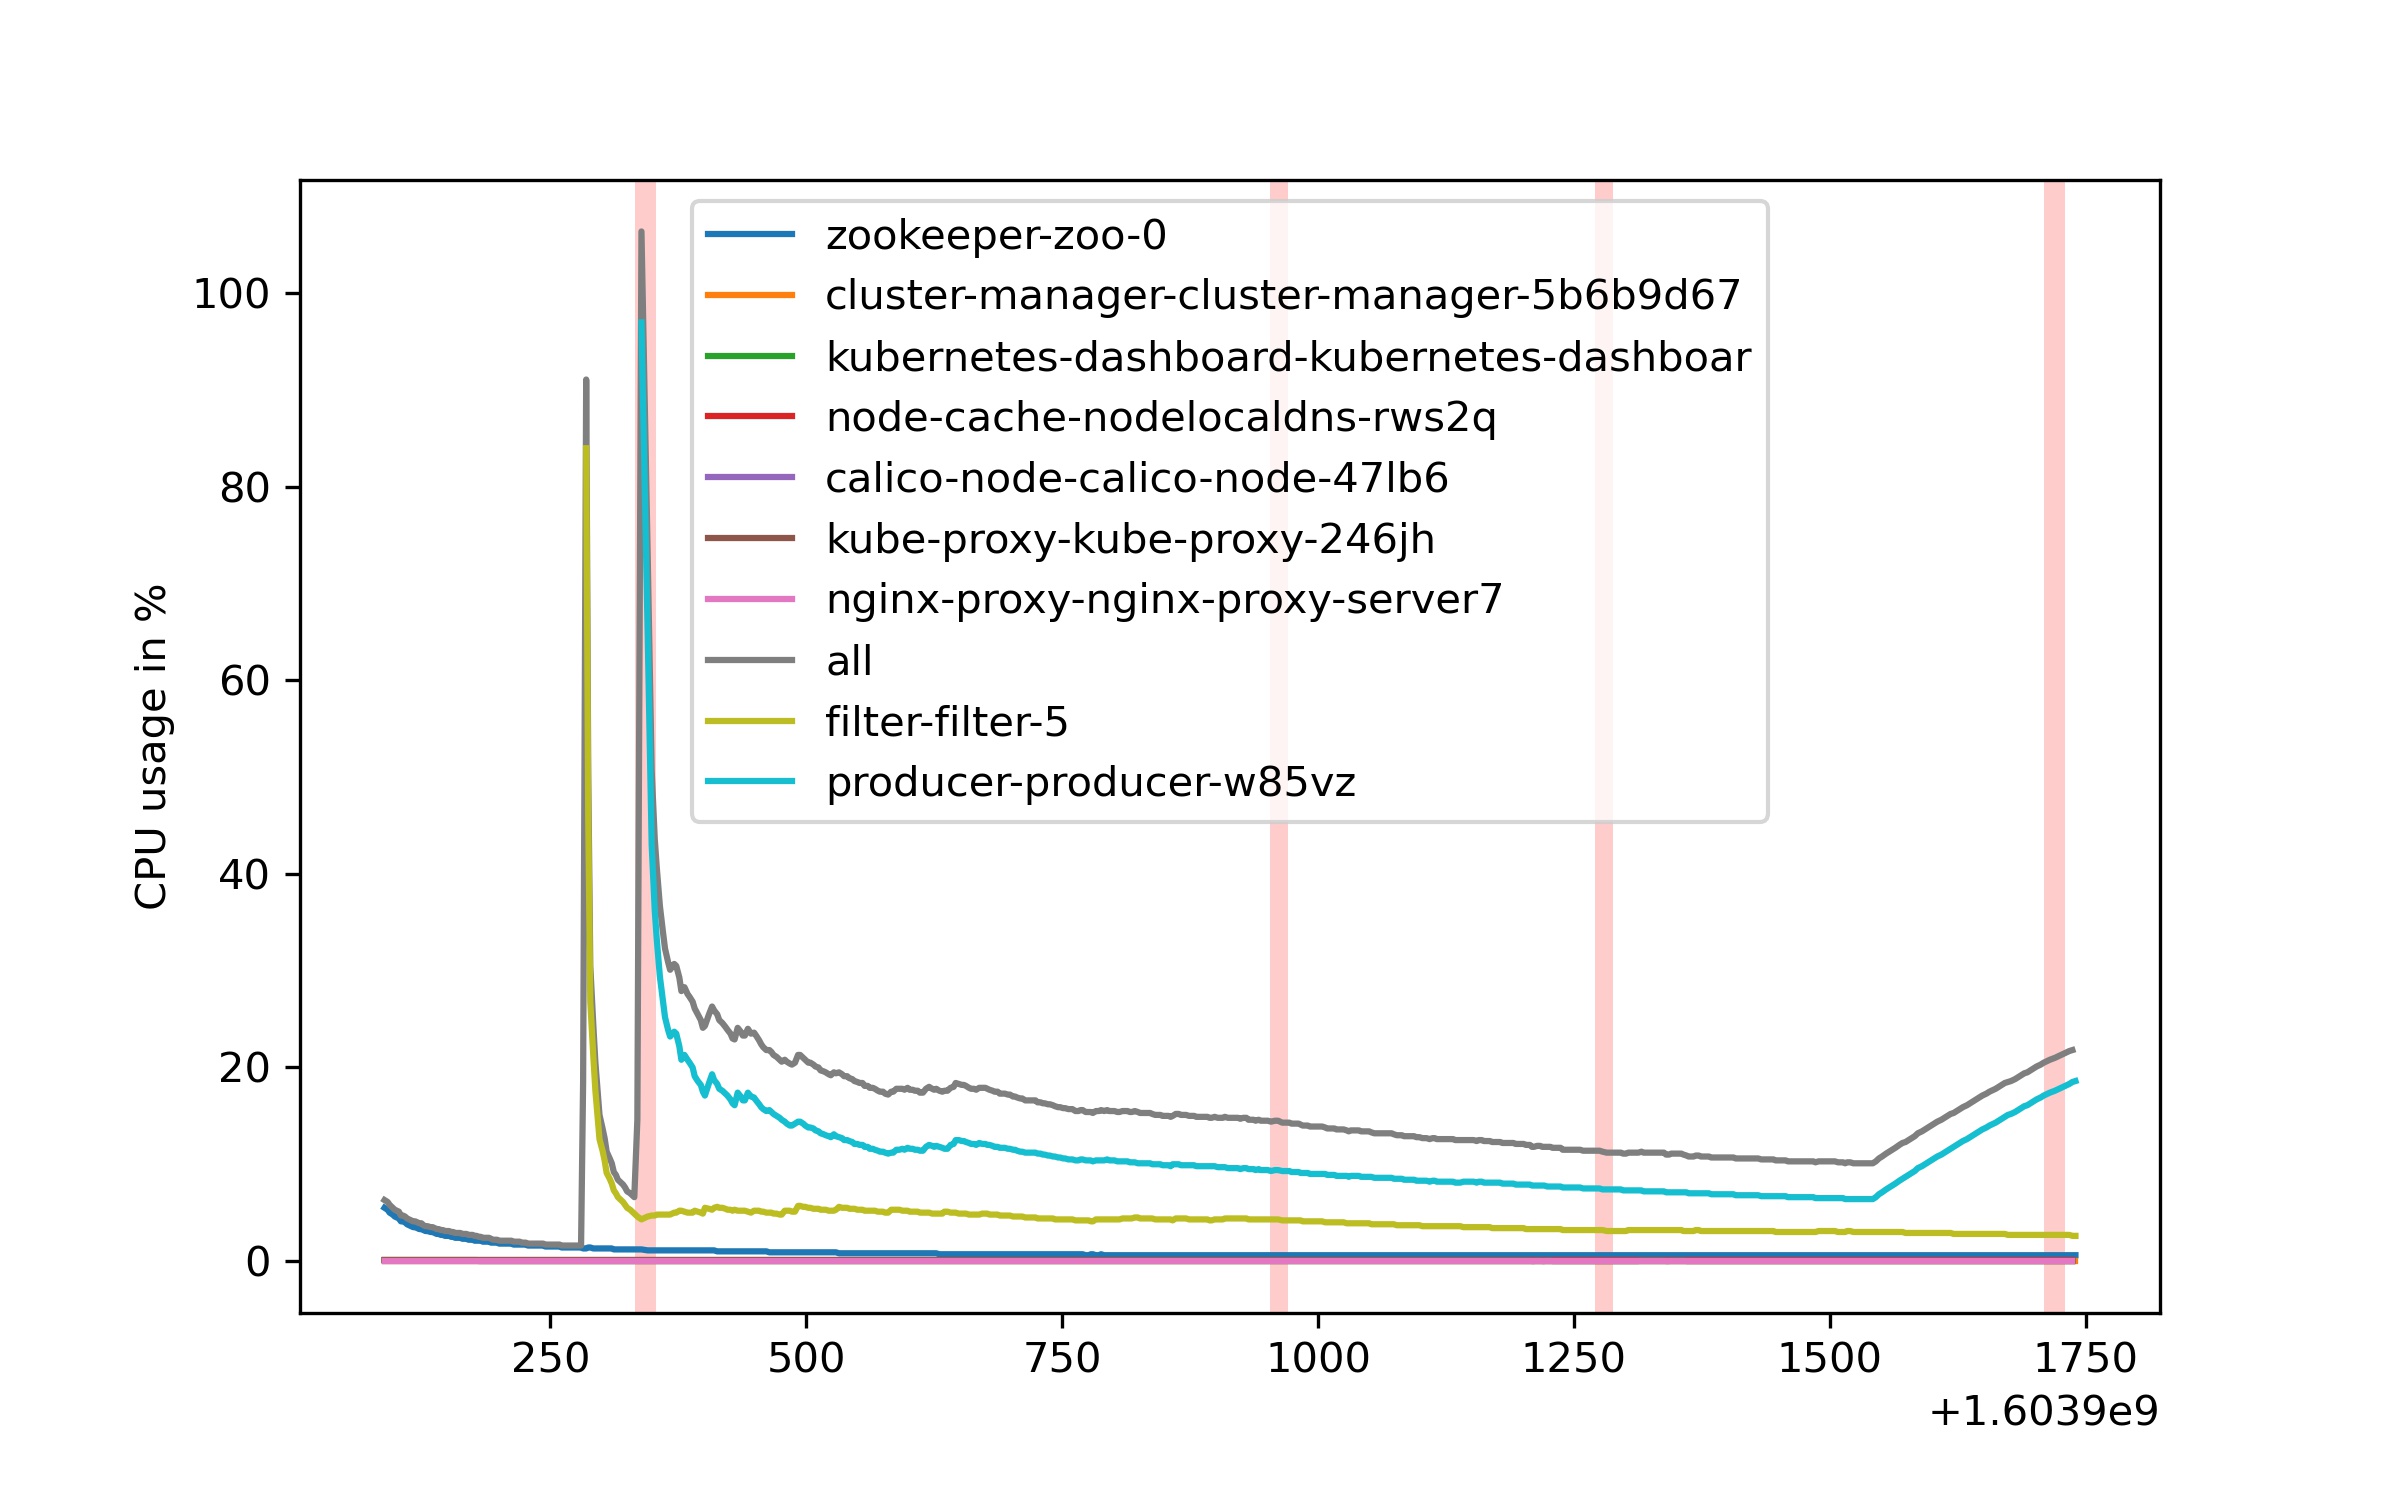 zookeeper-zoo-0
cluster-manager-cluster-manager-5b6b9d67
kubernetes-dashboard-kubernetes-dashboar
node-cache-nodelocaldns-rws2q
calico-node-calico-node-47lb6
kube-proxy-kube-proxy-246jh
nginx-proxy-nginx-proxy-server7
all
filter-filter-5
producer-producer-w85vz
CPU usage in %
100
80
60
40
20
0
250 500 750 1000 1250 1500 1750
+1.6039e9